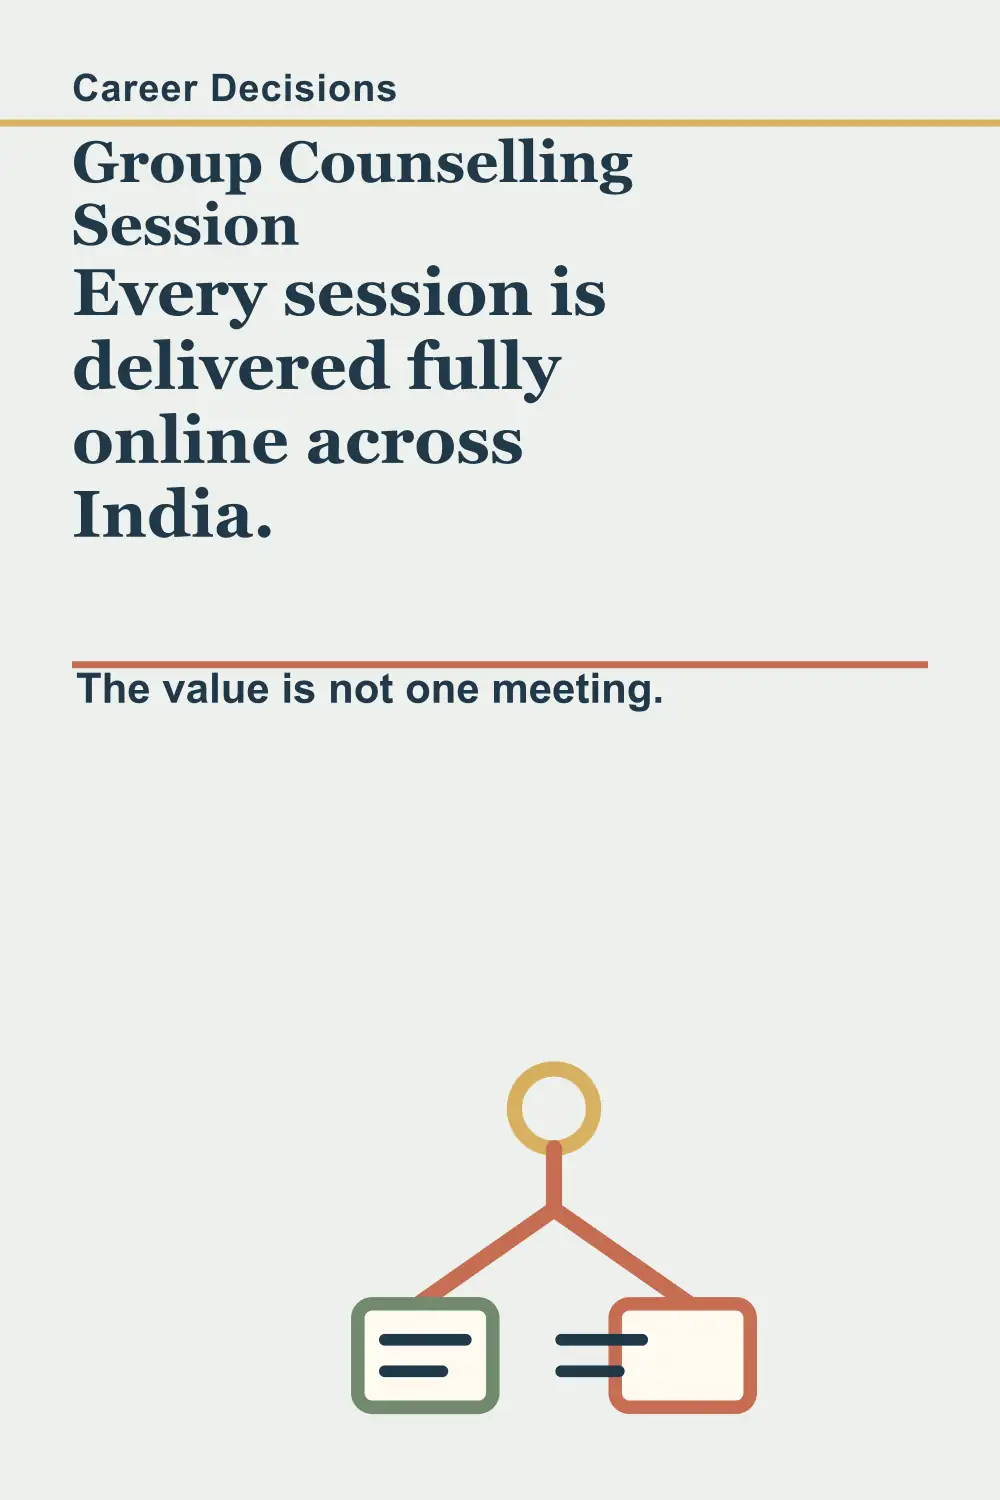 Career Decisions
Group Counselling
Session
Every session is
delivered fully
online across
India.
The value is not one meeting.